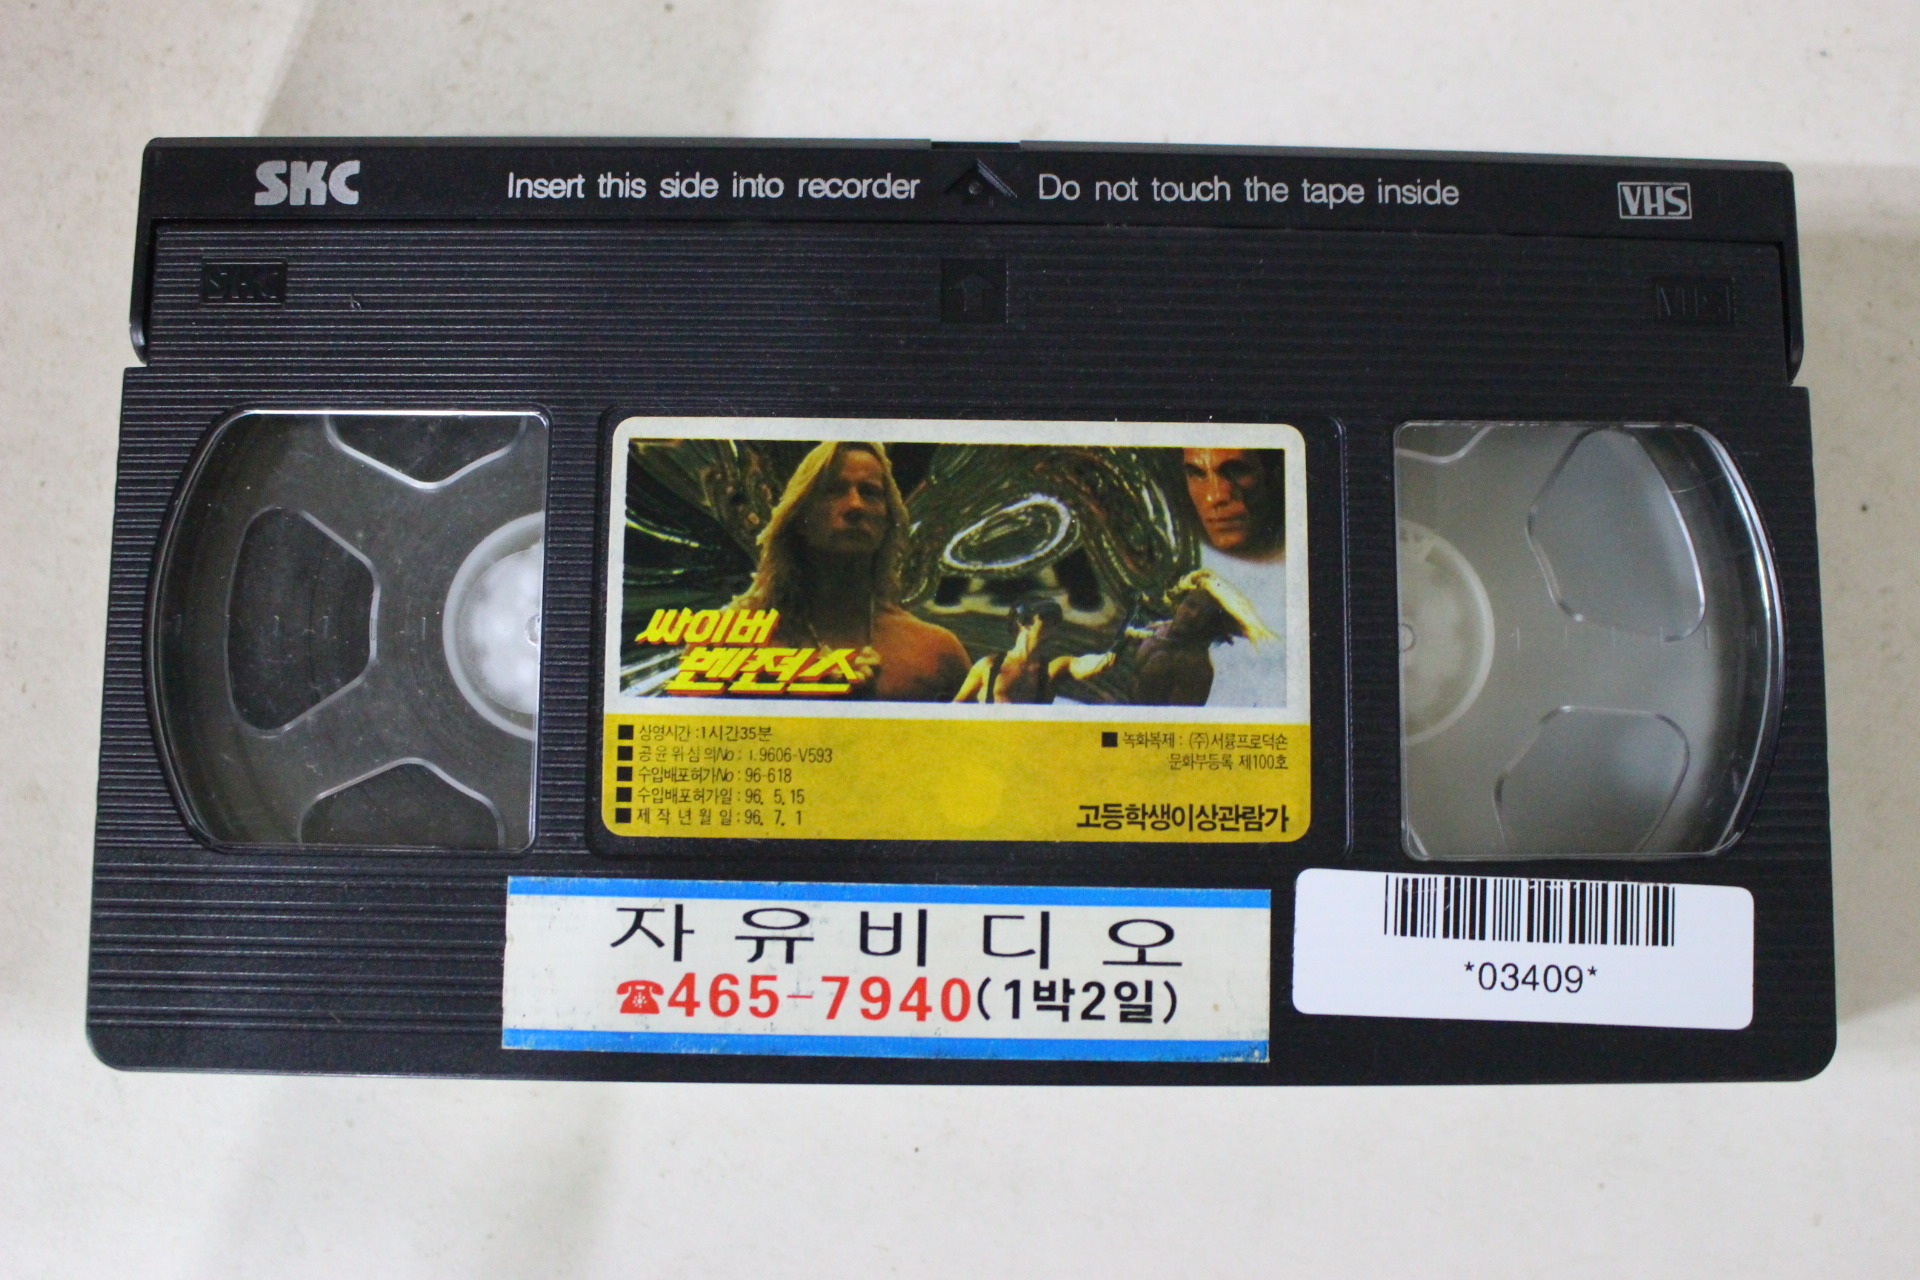 SKC Insert this side into recorder Do not touch the tape inside VHS
SKC VHS
싸이버
벤젼스
■ 상영시간 : 1시간35분
■ 공윤위심의No : 1.9606-V593
■ 수입배포허가No : 96-618
■ 수입배포허가일 : 96. 5. 15
■ 제작년월일 : 96. 7. 1
■ 녹화복제 : (주)서륭프로덕숀
문화부등록 제100호
고등학생이상관람가
자유비디오
☎465-7940(1박2일)
*03409*